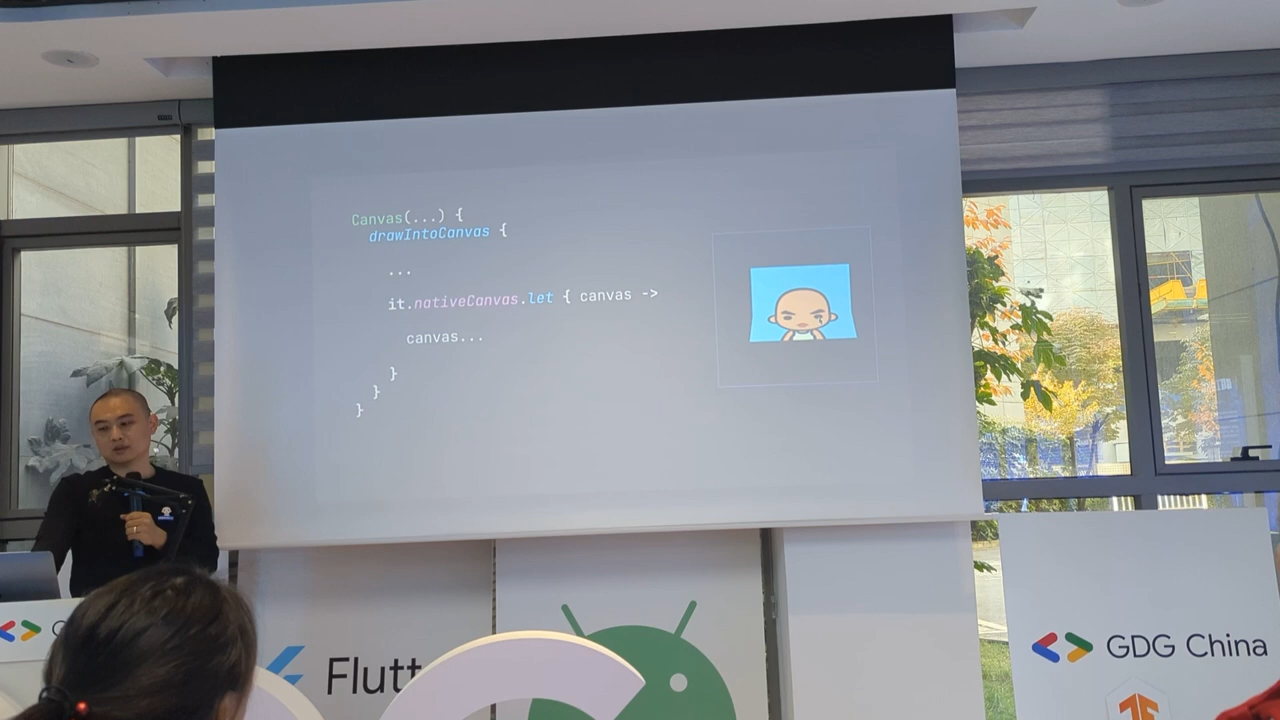 Canvas(...) {
drawIntoCanvas {
...
it.nativeCanvas.let { canvas ->
canvas...
}
}
}
Flutt
GDG China